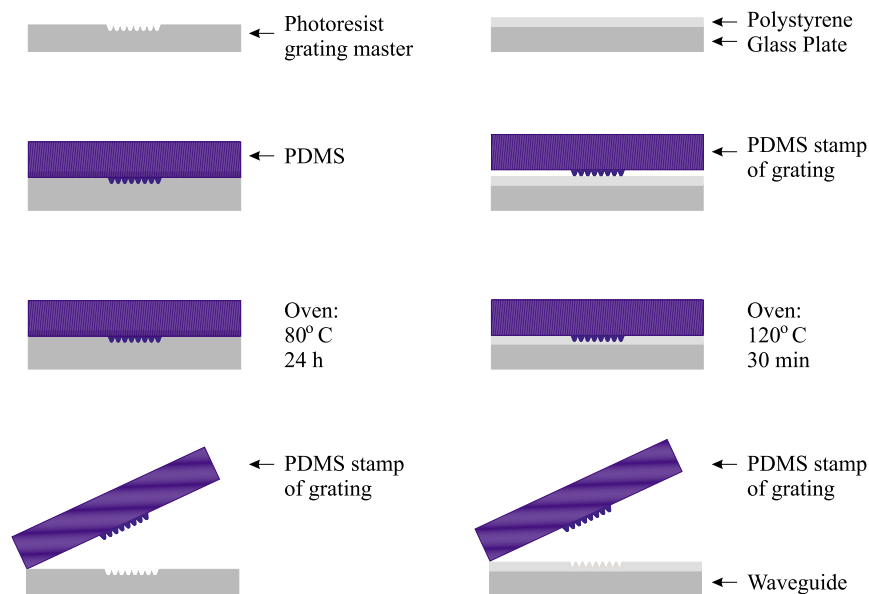 Photoresist
grating master
Polystyrene
Glass Plate
PDMS
PDMS stamp
of grating
Oven:
80° C
24 h
Oven:
120° C
30 min
PDMS stamp
of grating
PDMS stamp
of grating
Waveguide